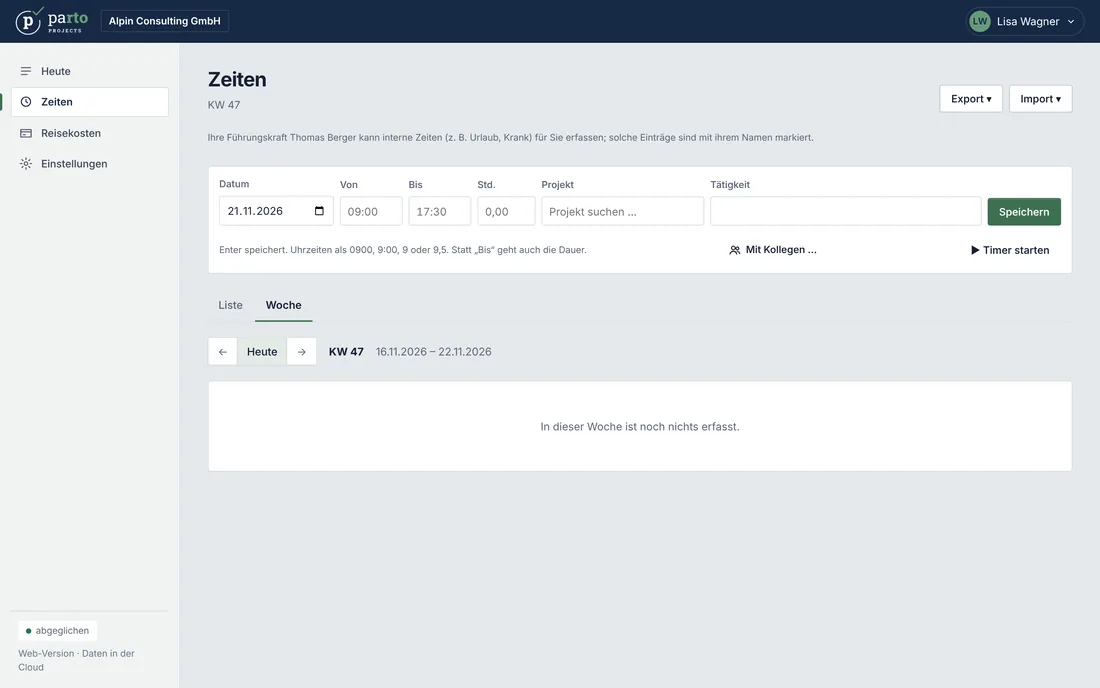 parto
PROJECTS
Alpin Consulting GmbH
LW Lisa Wagner
Heute
Zeiten
Reisekosten
Einstellungen
Zeiten
KW 47
Export ▾ Import ▾
Ihre Führungskraft Thomas Berger kann interne Zeiten (z. B. Urlaub, Krank) für Sie erfassen; solche Einträge sind mit ihrem Namen markiert.
Datum Von Bis Std. Projekt Tätigkeit
21.11.2026 09:00 17:30 0,00 Projekt suchen ... Speichern
Enter speichert. Uhrzeiten als 0900, 9:00, 9 oder 9,5. Statt „Bis“ geht auch die Dauer. Mit Kollegen ... ▶ Timer starten
Liste Woche
← Heute → KW 47 16.11.2026 – 22.11.2026
In dieser Woche ist noch nichts erfasst.
abgeglichen
Web-Version · Daten in der
Cloud